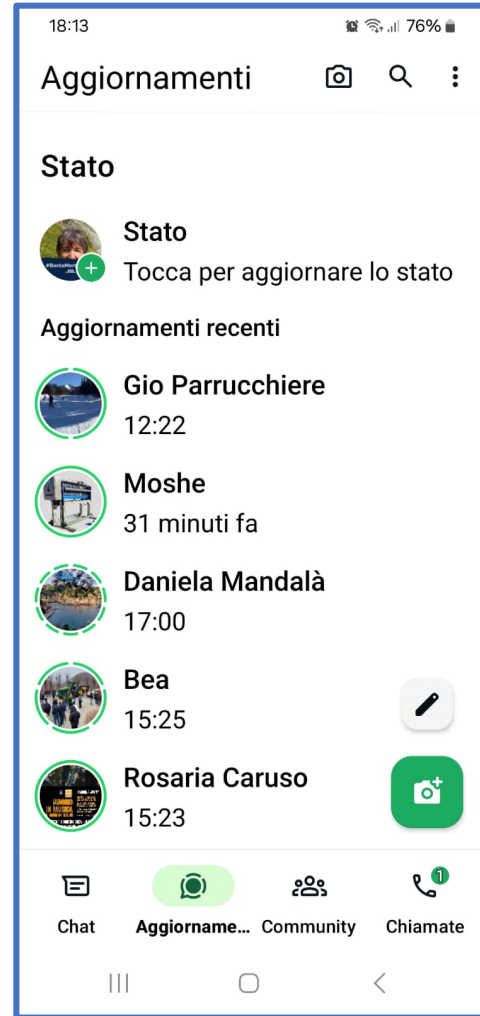 18:13
76%
Aggiornamenti
Stato
Stato
Tocca per aggiornare lo stato
Aggiornamenti recenti
Gio Parrucchiere
12:22
Moshe
31 minuti fa
Daniela Mandalà
17:00
Bea
15:25
Rosaria Caruso
15:23
1
Chat Aggiorname... Community Chiamate